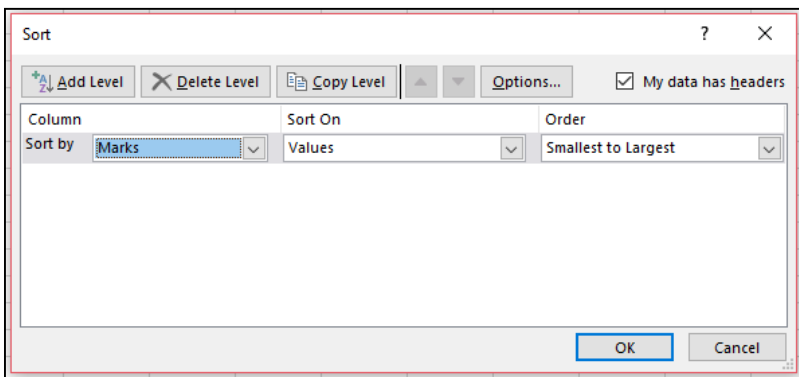 Sort ? ×
Add Level Delete Level Copy Level Options... My data has headers
Column Sort On Order
Sort by Marks Values Smallest to Largest
OK Cancel